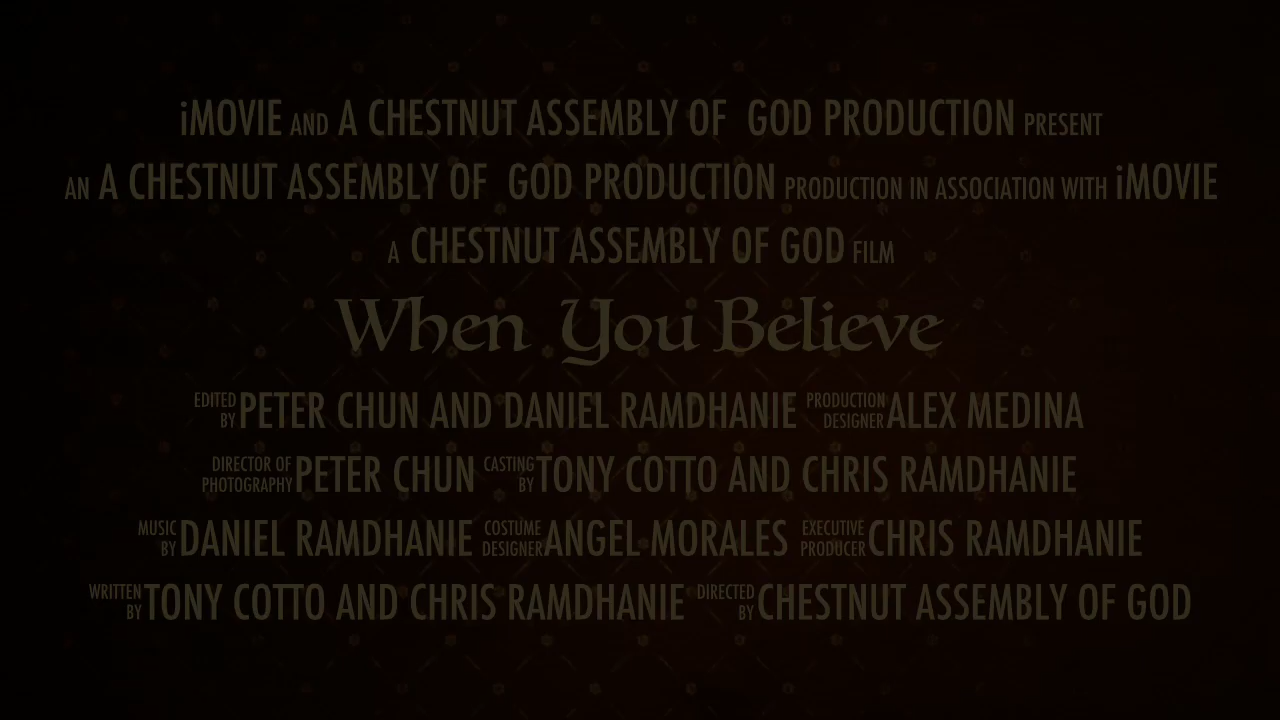 iMOVIE AND A CHESTNUT ASSEMBLY OF GOD PRODUCTION PRESENT
AN A CHESTNUT ASSEMBLY OF GOD PRODUCTION PRODUCTION IN ASSOCIATION WITH iMOVIE
A CHESTNUT ASSEMBLY OF GOD FILM
When You Believe
EDITED BY PETER CHUN AND DANIEL RAMDHANIE PRODUCTION DESIGNER ALEX MEDINA
DIRECTOR OF PHOTOGRAPHY PETER CHUN CASTING BY TONY COTTO AND CHRIS RAMDHANIE
MUSIC BY DANIEL RAMDHANIE COSTUME DESIGNER ANGEL MORALES EXECUTIVE PRODUCER CHRIS RAMDHANIE
WRITTEN BY TONY COTTO AND CHRIS RAMDHANIE DIRECTED BY CHESTNUT ASSEMBLY OF GOD